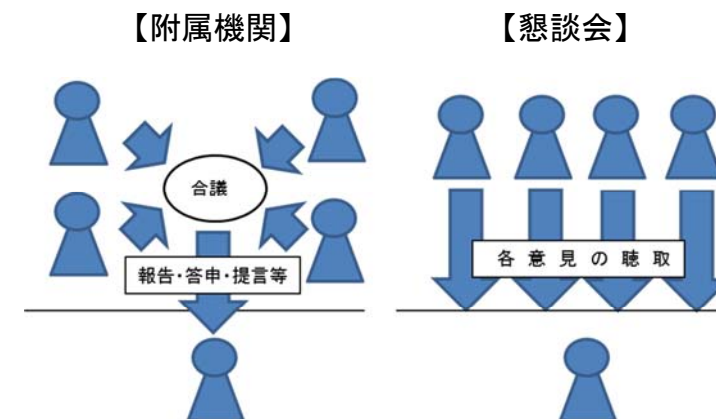 【附属機関】
【懇談会】
合議
報告・答申・提言等
各意見の聴取